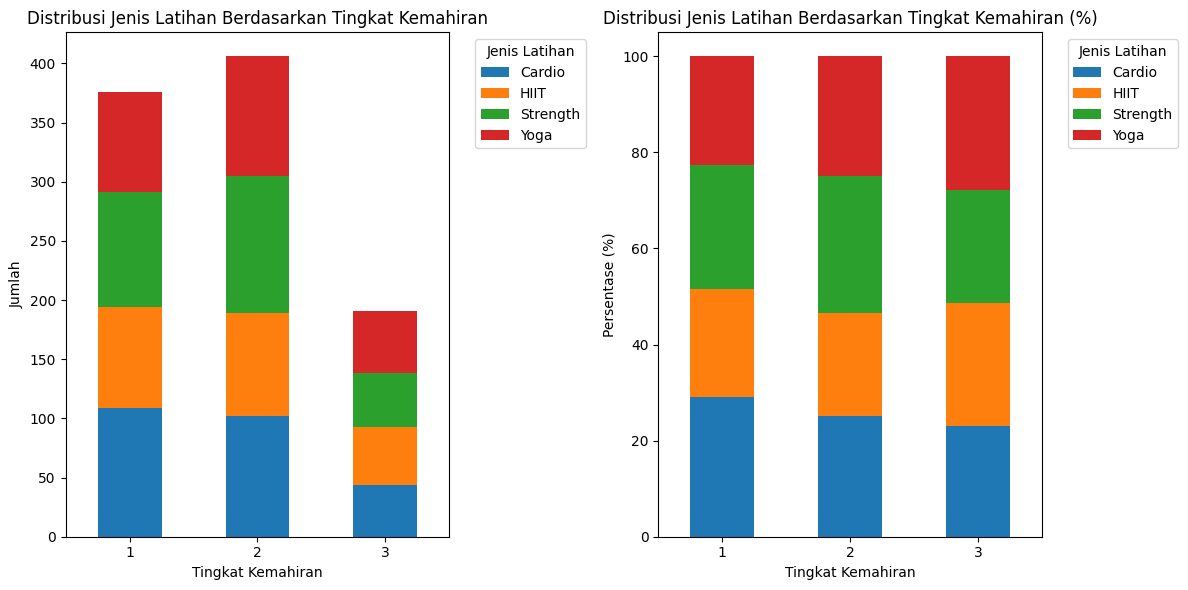 Distribusi Jenis Latihan Berdasarkan Tingkat Kemahiran
Jumlah
400
350
300
250
200
150
100
50
0
1 2 3
Tingkat Kemahiran
Jenis Latihan
Cardio
HIIT
Strength
Yoga
Distribusi Jenis Latihan Berdasarkan Tingkat Kemahiran (%)
Persentase (%)
100
80
60
40
20
0
1 2 3
Tingkat Kemahiran
Jenis Latihan
Cardio
HIIT
Strength
Yoga